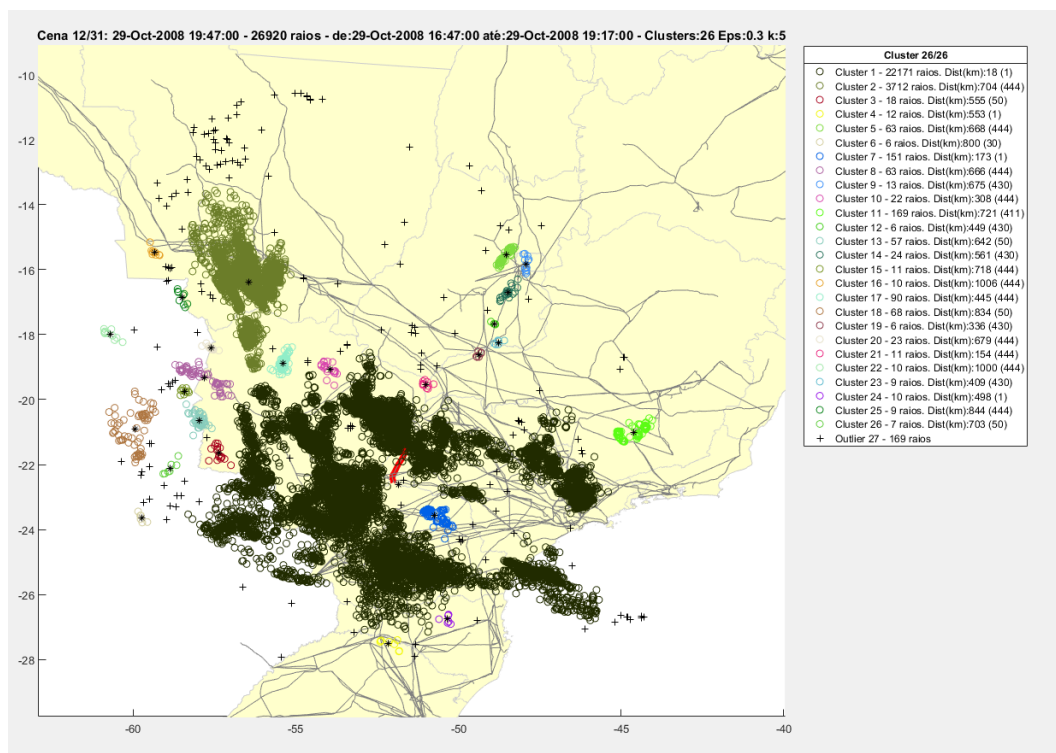 Cena 12/31: 29-Oct-2008 19:47:00 - 26920 raios - de:29-Oct-2008 16:47:00 até:29-Oct-2008 19:17:00 - Clusters:26 Eps:0.3 k:5
Cluster 26/26
Cluster 1 - 22171 raios. Dist(km):18 (1)
Cluster 2 - 3712 raios. Dist(km):704 (444)
Cluster 3 - 18 raios. Dist(km):555 (50)
Cluster 4 - 12 raios. Dist(km):553 (1)
Cluster 5 - 63 raios. Dist(km):668 (444)
Cluster 6 - 6 raios. Dist(km):800 (30)
Cluster 7 - 151 raios. Dist(km):173 (1)
Cluster 8 - 63 raios. Dist(km):666 (444)
Cluster 9 - 13 raios. Dist(km):675 (430)
Cluster 10 - 22 raios. Dist(km):308 (444)
Cluster 11 - 169 raios. Dist(km):721 (411)
Cluster 12 - 6 raios. Dist(km):449 (430)
Cluster 13 - 57 raios. Dist(km):642 (50)
Cluster 14 - 24 raios. Dist(km):561 (430)
Cluster 15 - 11 raios. Dist(km):718 (444)
Cluster 16 - 10 raios. Dist(km):1006 (444)
Cluster 17 - 90 raios. Dist(km):445 (444)
Cluster 18 - 68 raios. Dist(km):834 (50)
Cluster 19 - 6 raios. Dist(km):336 (430)
Cluster 20 - 23 raios. Dist(km):679 (444)
Cluster 21 - 11 raios. Dist(km):154 (444)
Cluster 22 - 10 raios. Dist(km):1000 (444)
Cluster 23 - 9 raios. Dist(km):409 (430)
Cluster 24 - 10 raios. Dist(km):498 (1)
Cluster 25 - 9 raios. Dist(km):844 (444)
Cluster 26 - 7 raios. Dist(km):703 (50)
Outlier 27 - 169 raios
-10
-12
-14
-16
-18
-20
-22
-24
-26
-28
-60
-55
-50
-45
-40